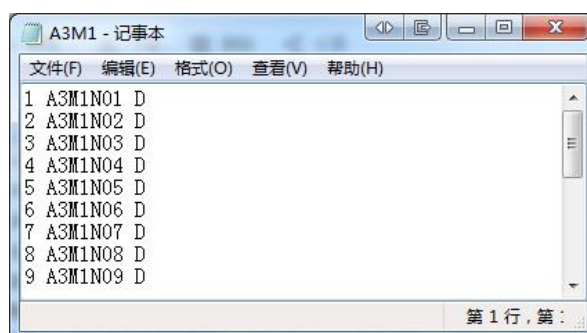 A3M1 - 记事本
文件(F) 编辑(E) 格式(O) 查看(V) 帮助(H)
1 A3M1N01 D
2 A3M1N02 D
3 A3M1N03 D
4 A3M1N04 D
5 A3M1N05 D
6 A3M1N06 D
7 A3M1N07 D
8 A3M1N08 D
9 A3M1N09 D
第 1 行，第